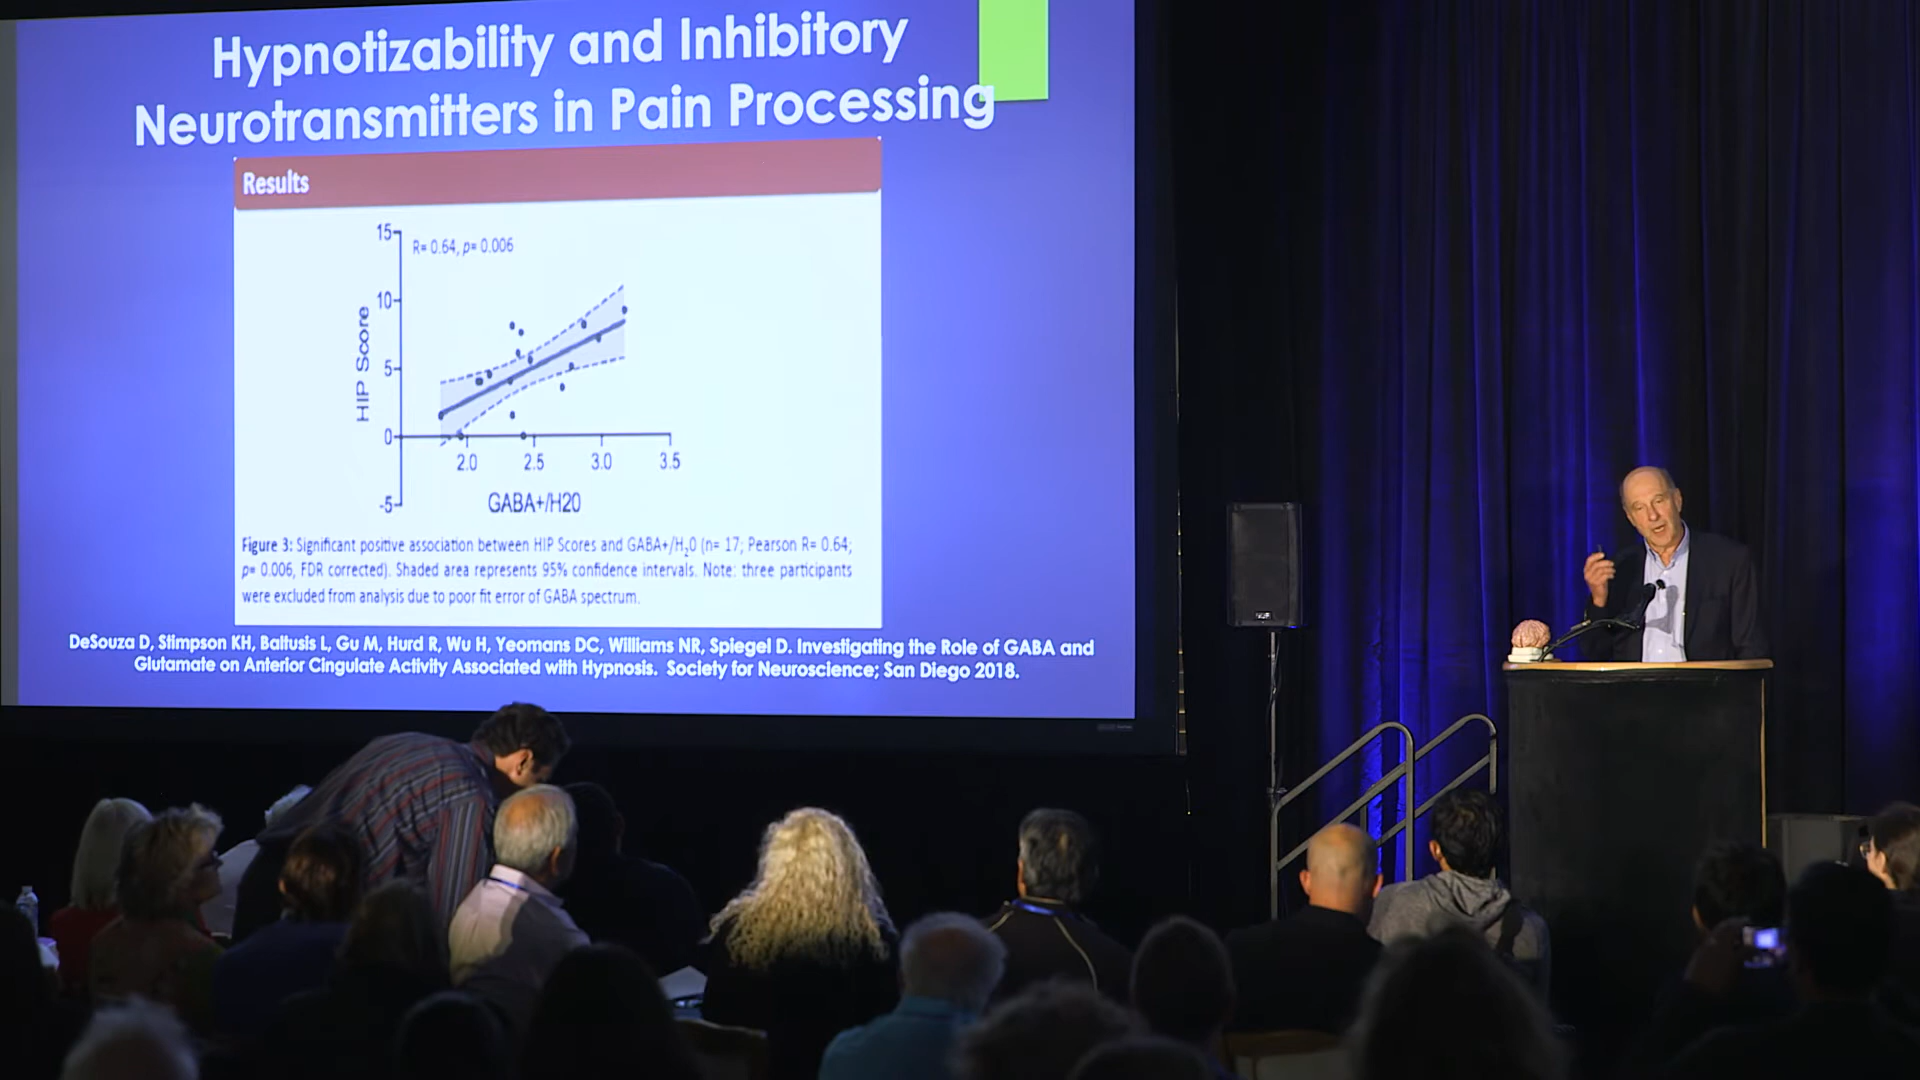 Hypnotizability and Inhibitory
Neurotransmitters in Pain Processing
Results
15
R= 0.64, p= 0.006
10
HIP Score
5
0
2.0 2.5 3.0 3.5
-5
GABA+/H20
Figure 3: Significant positive association between HIP Scores and GABA+/H₂0 (n= 17; Pearson R= 0.64;
p= 0.006, FDR corrected). Shaded area represents 95% confidence intervals. Note: three participants
were excluded from analysis due to poor fit error of GABA spectrum.
DeSouza D, Stimpson KH, Baltusis L, Gu M, Hurd R, Wu H, Yeomans DC, Williams NR, Spiegel D. Investigating the Role of GABA and
Glutamate on Anterior Cingulate Activity Associated with Hypnosis. Society for Neuroscience; San Diego 2018.